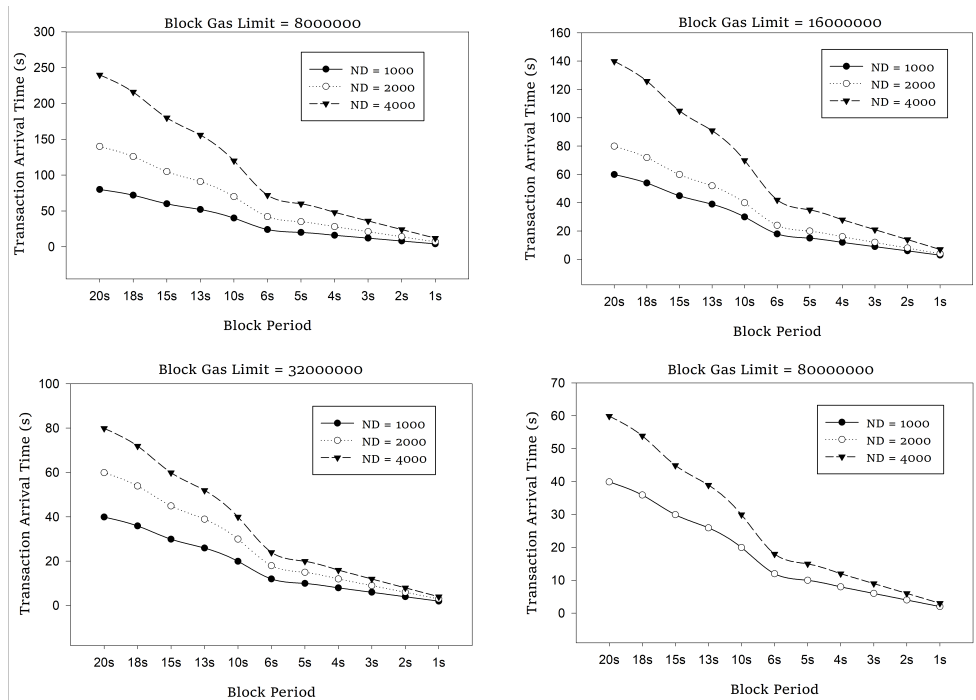 Block Gas Limit = 8000000
Transaction Arrival Time (s)
300
250
200
150
100
50
0
ND = 1000
ND = 2000
ND = 4000
20s 18s 15s 13s 10s 6s 5s 4s 3s 2s 1s
Block Period
Block Gas Limit = 16000000
Transaction Arrival Time (s)
160
140
120
100
80
60
40
20
0
ND = 1000
ND = 2000
ND = 4000
20s 18s 15s 13s 10s 6s 5s 4s 3s 2s 1s
Block Period
Block Gas Limit = 32000000
Transaction Arrival Time (s)
100
80
60
40
20
0
ND = 1000
ND = 2000
ND = 4000
20s 18s 15s 13s 10s 6s 5s 4s 3s 2s 1s
Block Period
Block Gas Limit = 80000000
Transaction Arrival Time (s)
70
60
50
40
30
20
10
0
ND = 1000
ND = 2000
ND = 4000
20s 18s 15s 13s 10s 6s 5s 4s 3s 2s 1s
Block Period